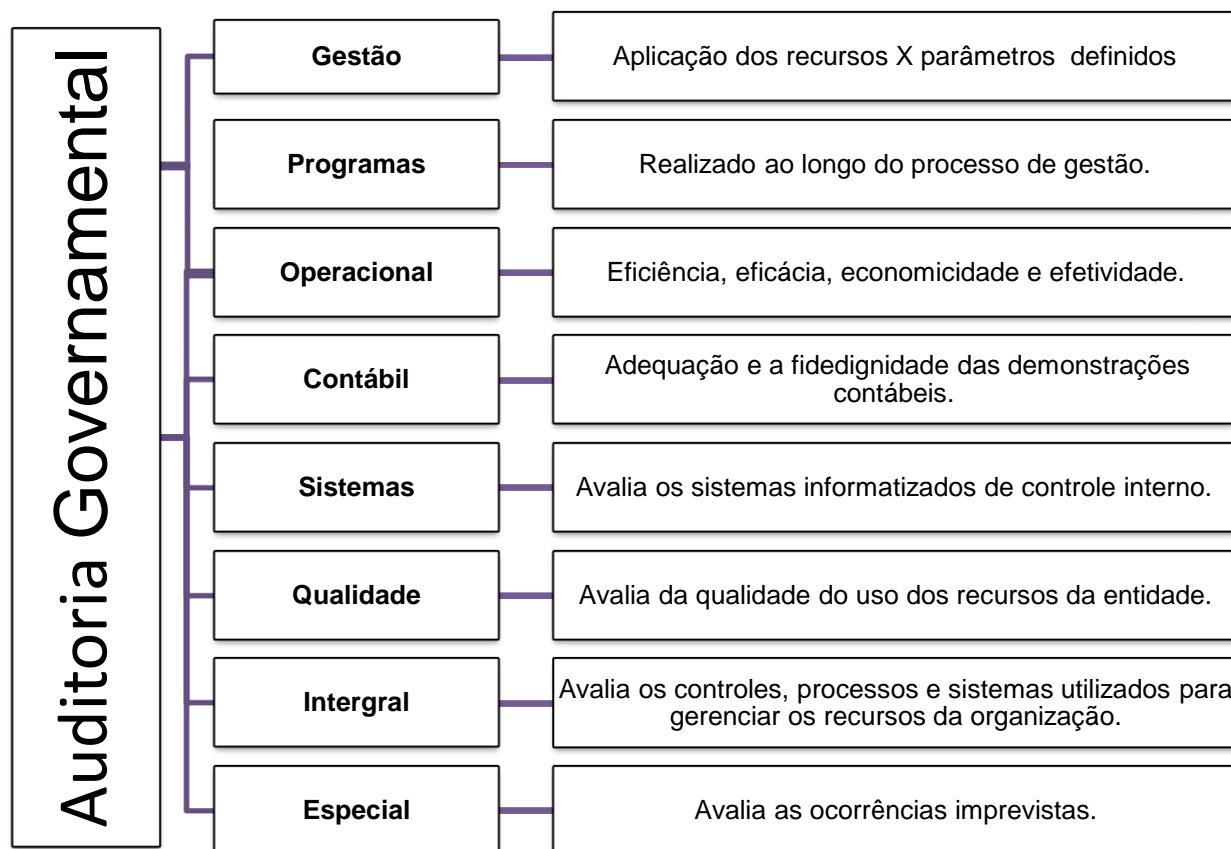 Auditoria Governamental
Gestão
Aplicação dos recursos X parâmetros definidos
Programas
Realizado ao longo do processo de gestão.
Operacional
Eficiência, eficácia, economicidade e efetividade.
Contábil
Adequação e a fidedignidade das demonstrações
contábeis.
Sistemas
Avalia os sistemas informatizados de controle interno.
Qualidade
Avalia da qualidade do uso dos recursos da entidade.
Intergral
Avalia os controles, processos e sistemas utilizados para
gerenciar os recursos da organização.
Especial
Avalia as ocorrências imprevistas.